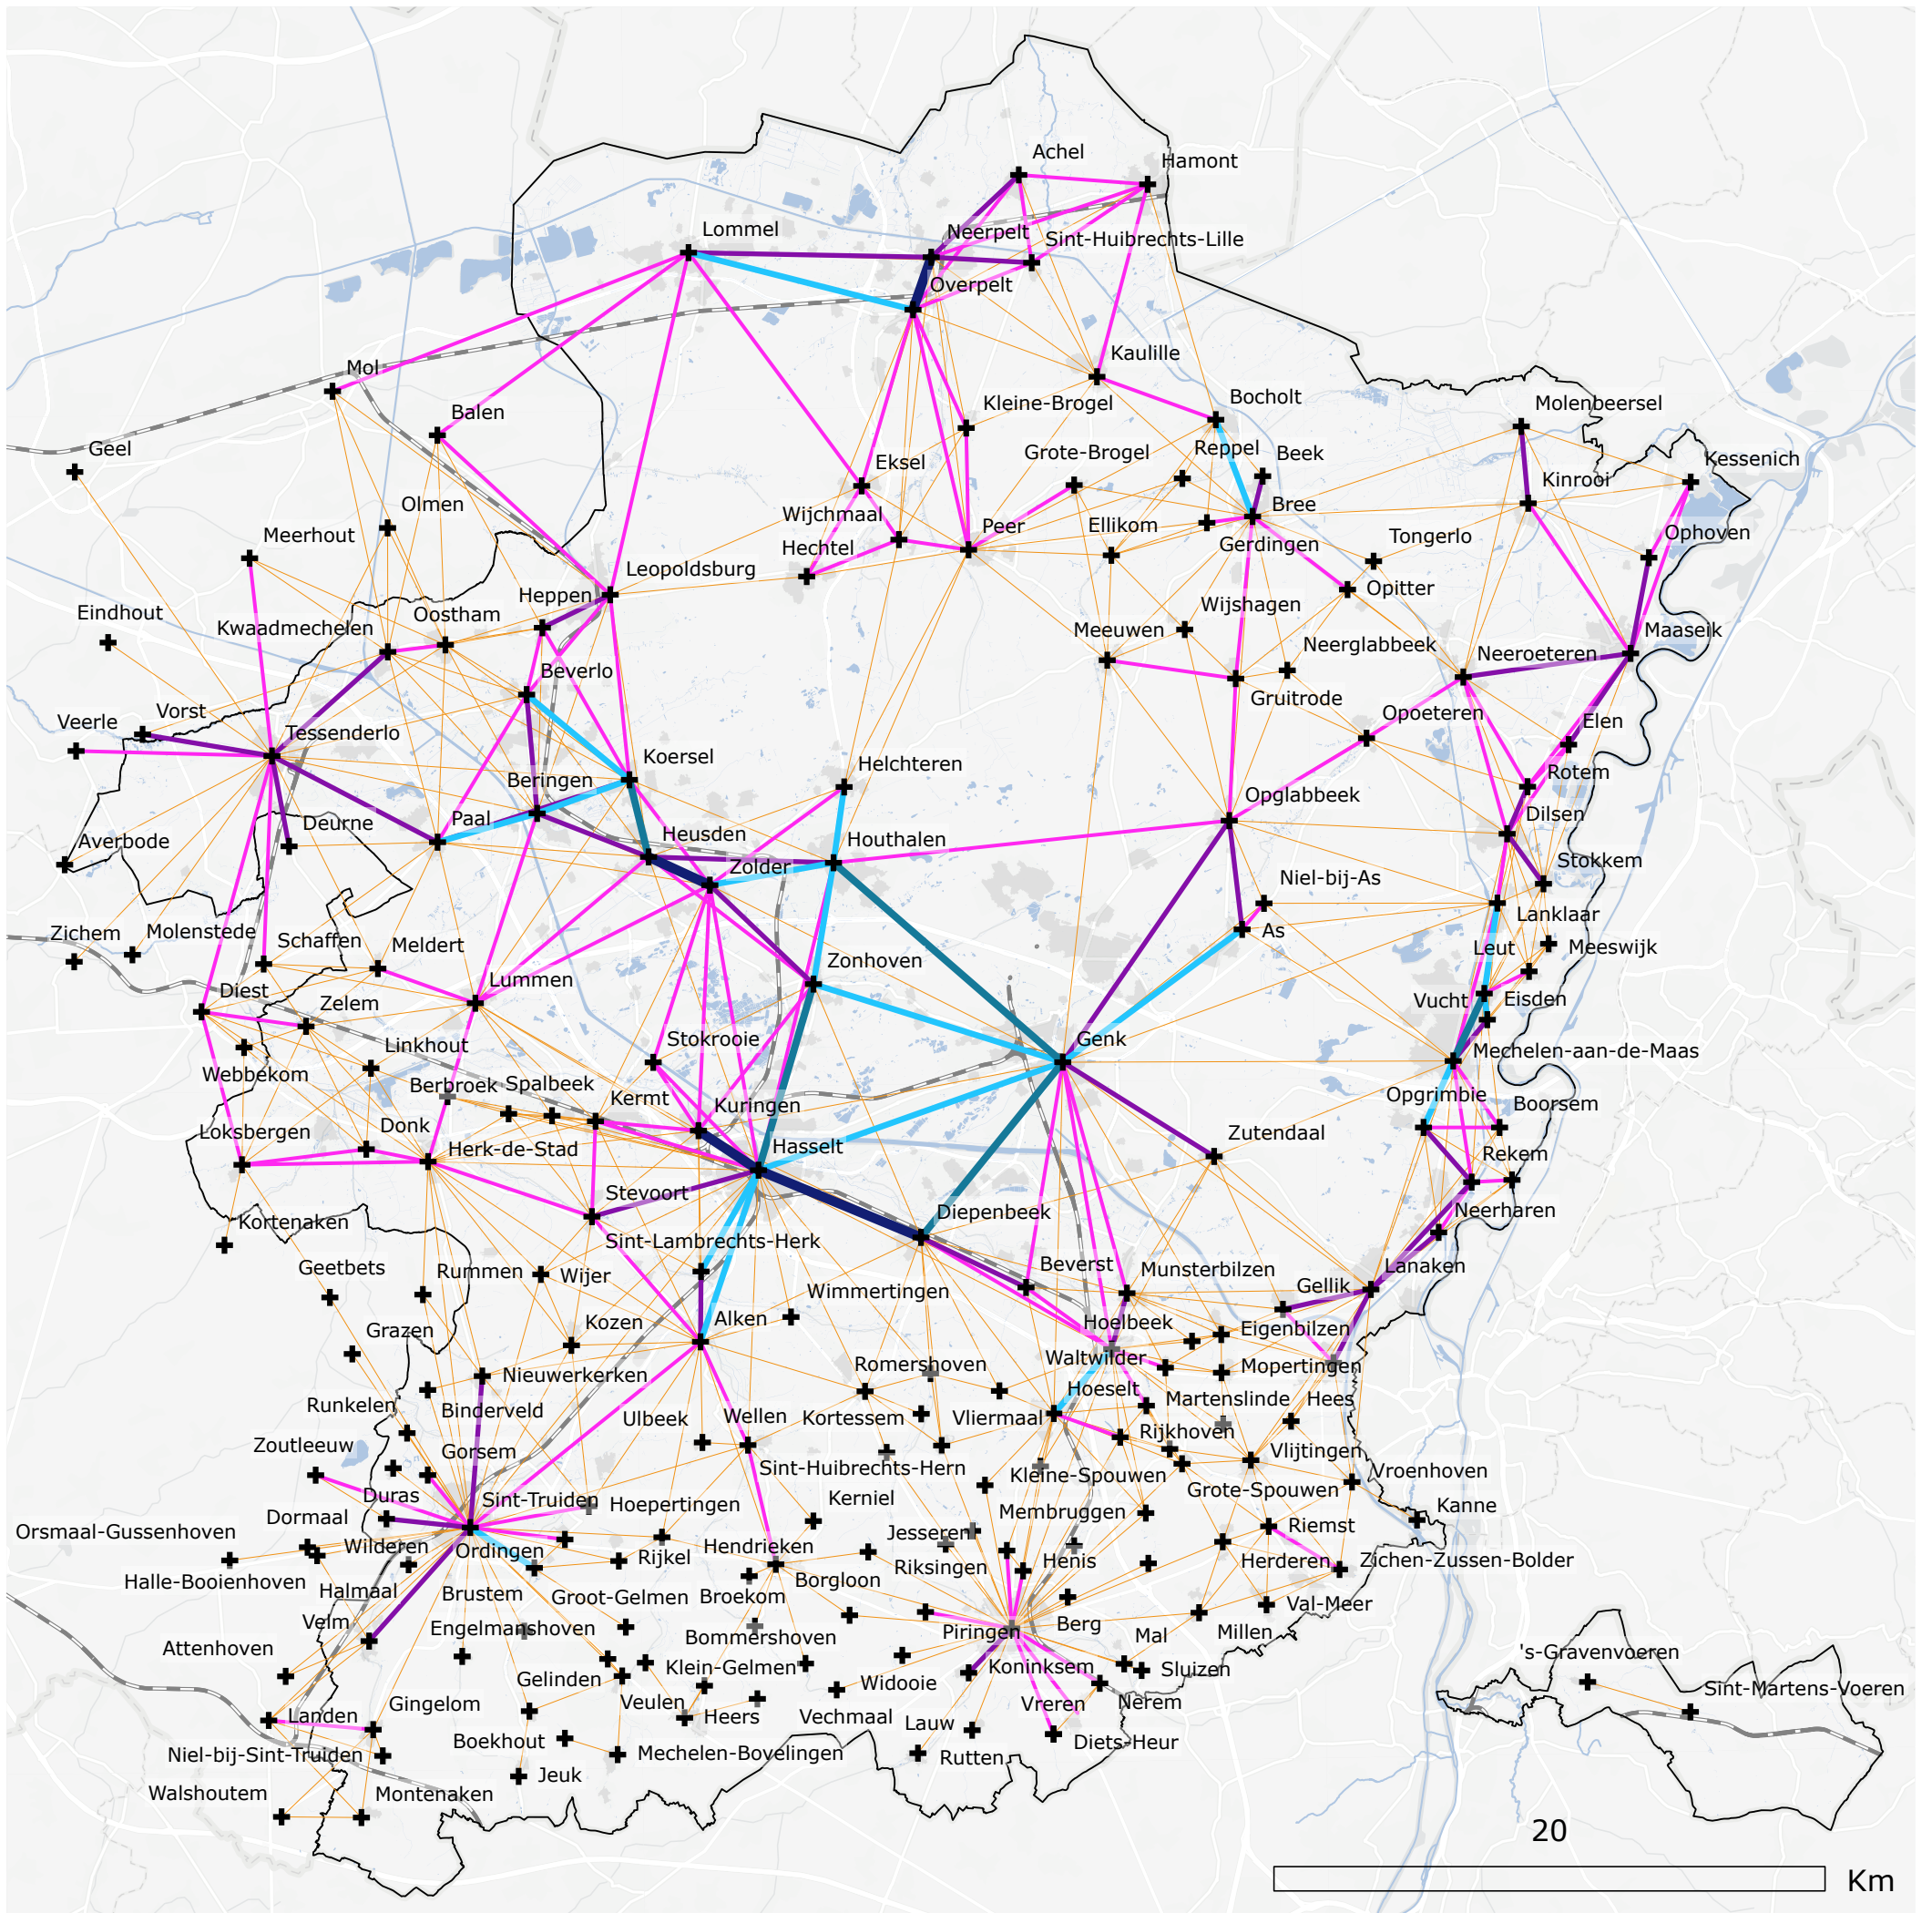 Achel
Hamont
Lommel
Neerpelt
Sint-Huibrechts-Lille
Overpelt
Mol
Kaulille
Balen
Kleine-Brogel
Bocholt
Molenbeersel
Geel
Eksel
Grote-Brogel
Reppel
Beek
Kessenich
Kinrooi
Olmen
Wijchmaal
Peer
Ellikom
Bree
Meerhout
Hechtel
Gerdingen
Tongerlo
Ophoven
Leopoldsburg
Heppen
Opitter
Eindhout
Kwaadmechelen
Oostham
Wijshagen
Meeuwen
Neerglabbeek
Neeroeteren
Maaseik
Beverlo
Gruitrode
Veerle
Vorst
Tessenderlo
Opoeteren
Elen
Koersel
Helchteren
Rotem
Beringen
Opglabbeek
Deurne
Paal
Heusden
Houthalen
Dilsen
Averbode
Zolder
Stokkem
Niel-bij-As
Lanklaar
Zichem
Molenstede
Schaffen
Meldert
As
Leut
Meeswijk
Zonhoven
Diest
Zelem
Lummen
Vucht
Eisden
Linkhout
Stokrooie
Genk
Mechelen-aan-de-Maas
Webbekom
Berbroek
Spalbeek
Kermt
Kuringen
Opgrimbie
Boorsem
Loksbergen
Donk
Herk-de-Stad
Hasselt
Zutendaal
Rekem
Stevoort
Diepenbeek
Neerharen
Kortenaken
Sint-Lambrechts-Herk
Geetbets
Rummen
Wijer
Beverst
Munsterbilzen
Lanaken
Gellik
Wimmertingen
Grazen
Kozen
Alken
Hoelbeek
Eigenbilzen
Romershoven
Waltwilder
Mopertingen
Nieuwerkerken
Hoeselt
Martenslinde
Hees
Runkelen
Binderveld
Ulbeek
Wellen
Kortessem
Vliermaal
Rijkhoven
Zoutleeuw
Gorsem
Sint-Huibrechts-Hern
Kleine-Spouwen
Vlijtingen
Vroenhoven
Duras
Sint-Truiden
Hoepertingen
Kerniel
Membruggen
Grote-Spouwen
Kanne
Dormaal
Riemst
Orsmaal-Gussenhoven
Wilderen
Ordingen
Rijkel
Hendrieken
Jesseren
Riksingen
Henis
Herderen
Zichen-Zussen-Bolder
Halle-Booienhoven
Halmaal
Brustem
Groot-Gelmen
Broekom
Borgloon
Val-Meer
Velm
Engelmanshoven
Bommershoven
Piringen
Berg
Mal
Millen
Attenhoven
Gelinden
Klein-Gelmen
Widooie
Koninksem
Sluizen
's-Gravenvoeren
Sint-Martens-Voeren
Landen
Gingelom
Veulen
Heers
Vechmaal
Lauw
Vreren
Nerem
Niel-bij-Sint-Truiden
Boekhout
Mechelen-Bovelingen
Rutten
Diets-Heur
Walshoutem
Montenaken
Jeuk
20
Km